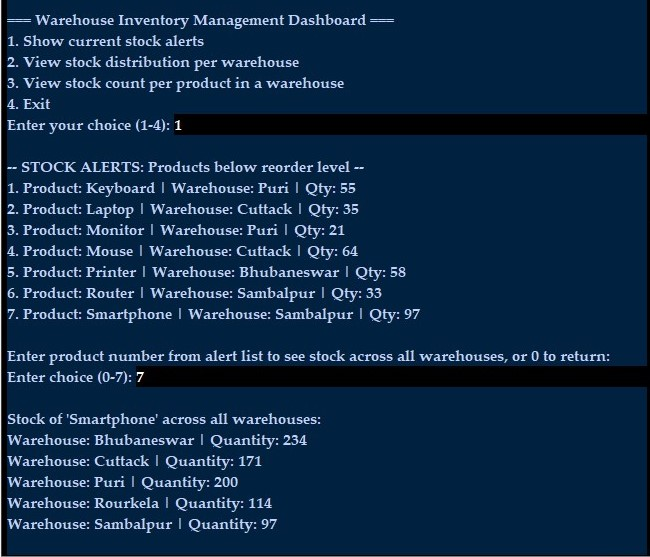 === Warehouse Inventory Management Dashboard ===
1. Show current stock alerts
2. View stock distribution per warehouse
3. View stock count per product in a warehouse
4. Exit
Enter your choice (1-4): 1
-- STOCK ALERTS: Products below reorder level --
1. Product: Keyboard | Warehouse: Puri | Qty: 55
2. Product: Laptop | Warehouse: Cuttack | Qty: 35
3. Product: Monitor | Warehouse: Puri | Qty: 21
4. Product: Mouse | Warehouse: Cuttack | Qty: 64
5. Product: Printer | Warehouse: Bhubaneswar | Qty: 58
6. Product: Router | Warehouse: Sambalpur | Qty: 33
7. Product: Smartphone | Warehouse: Sambalpur | Qty: 97
Enter product number from alert list to see stock across all warehouses, or 0 to return:
Enter choice (0-7): 7
Stock of 'Smartphone' across all warehouses:
Warehouse: Bhubaneswar | Quantity: 234
Warehouse: Cuttack | Quantity: 171
Warehouse: Puri | Quantity: 200
Warehouse: Rourkela | Quantity: 114
Warehouse: Sambalpur | Quantity: 97